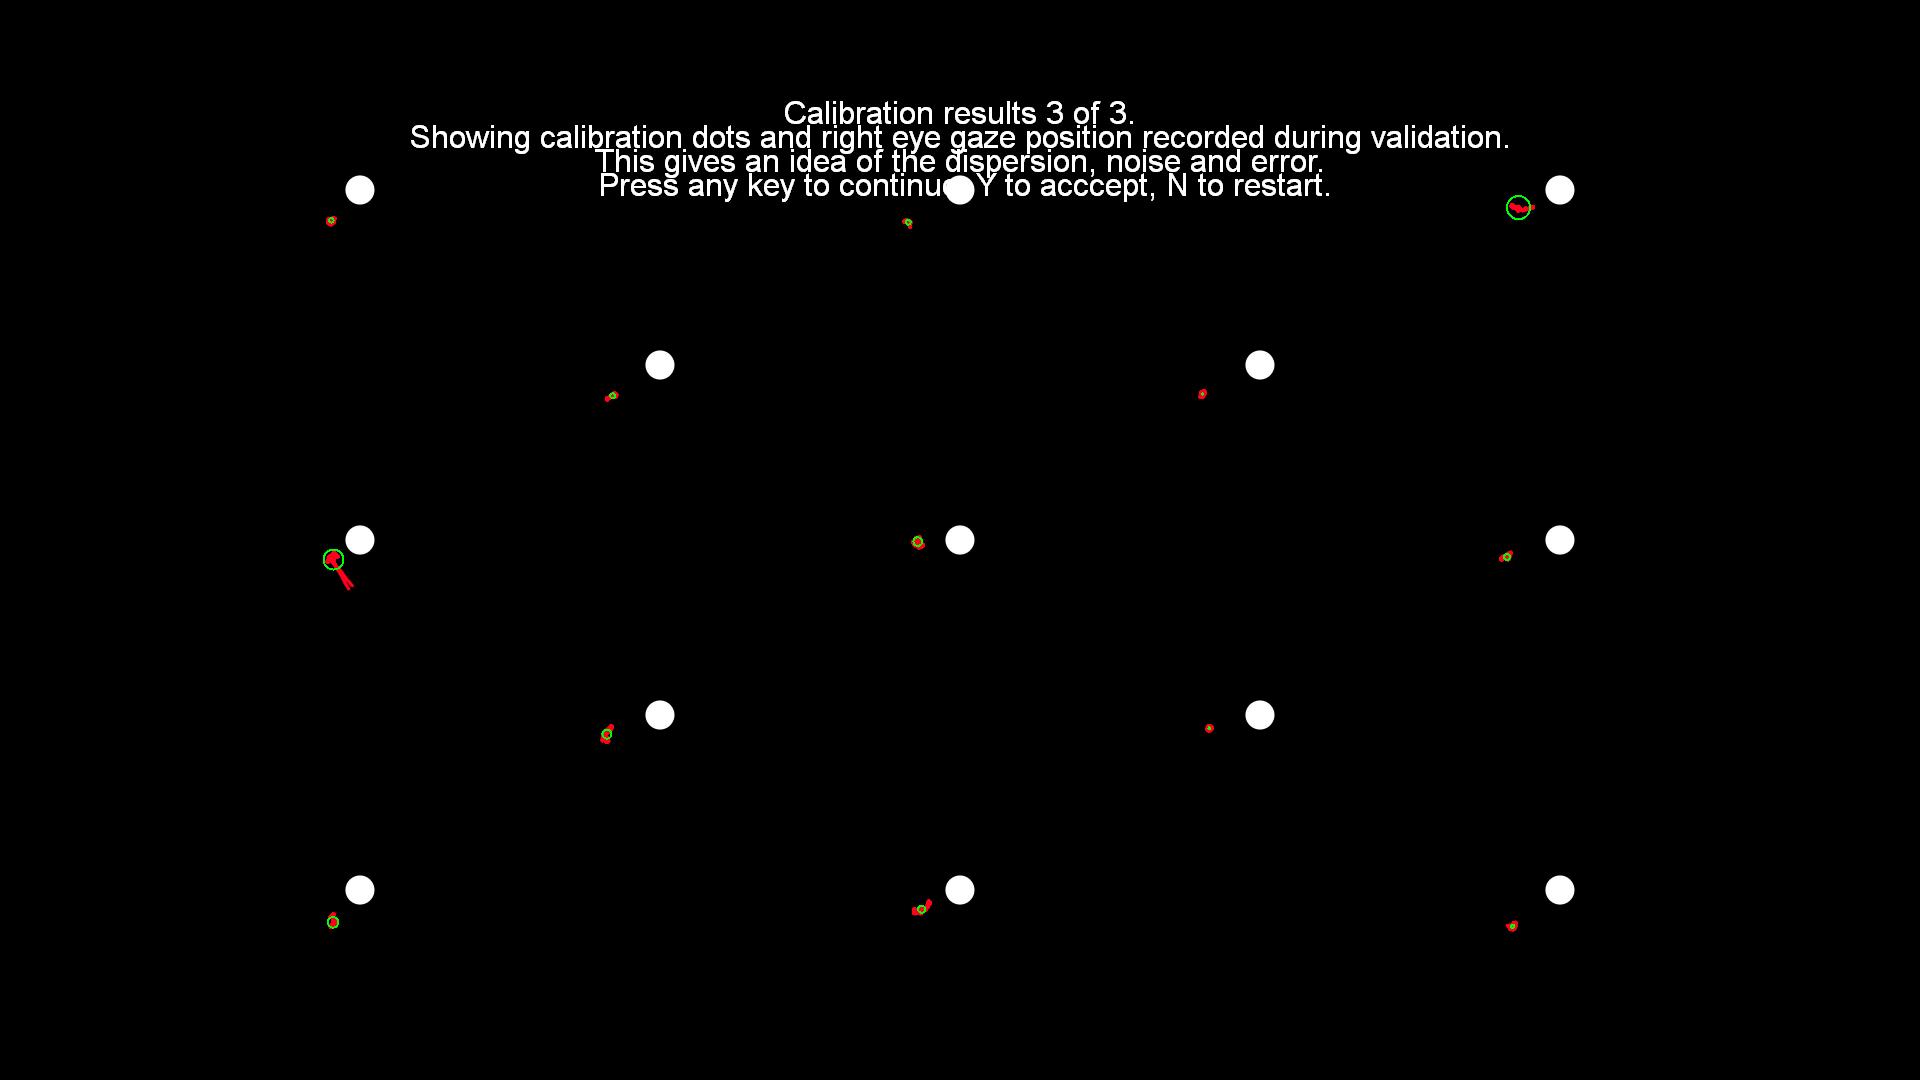 Calibration results 3 of 3.
Showing calibration dots and right eye gaze position recorded during validation.
This gives an idea of the dispersion, noise and error.
Press any key to continue Y to acccept, N to restart.